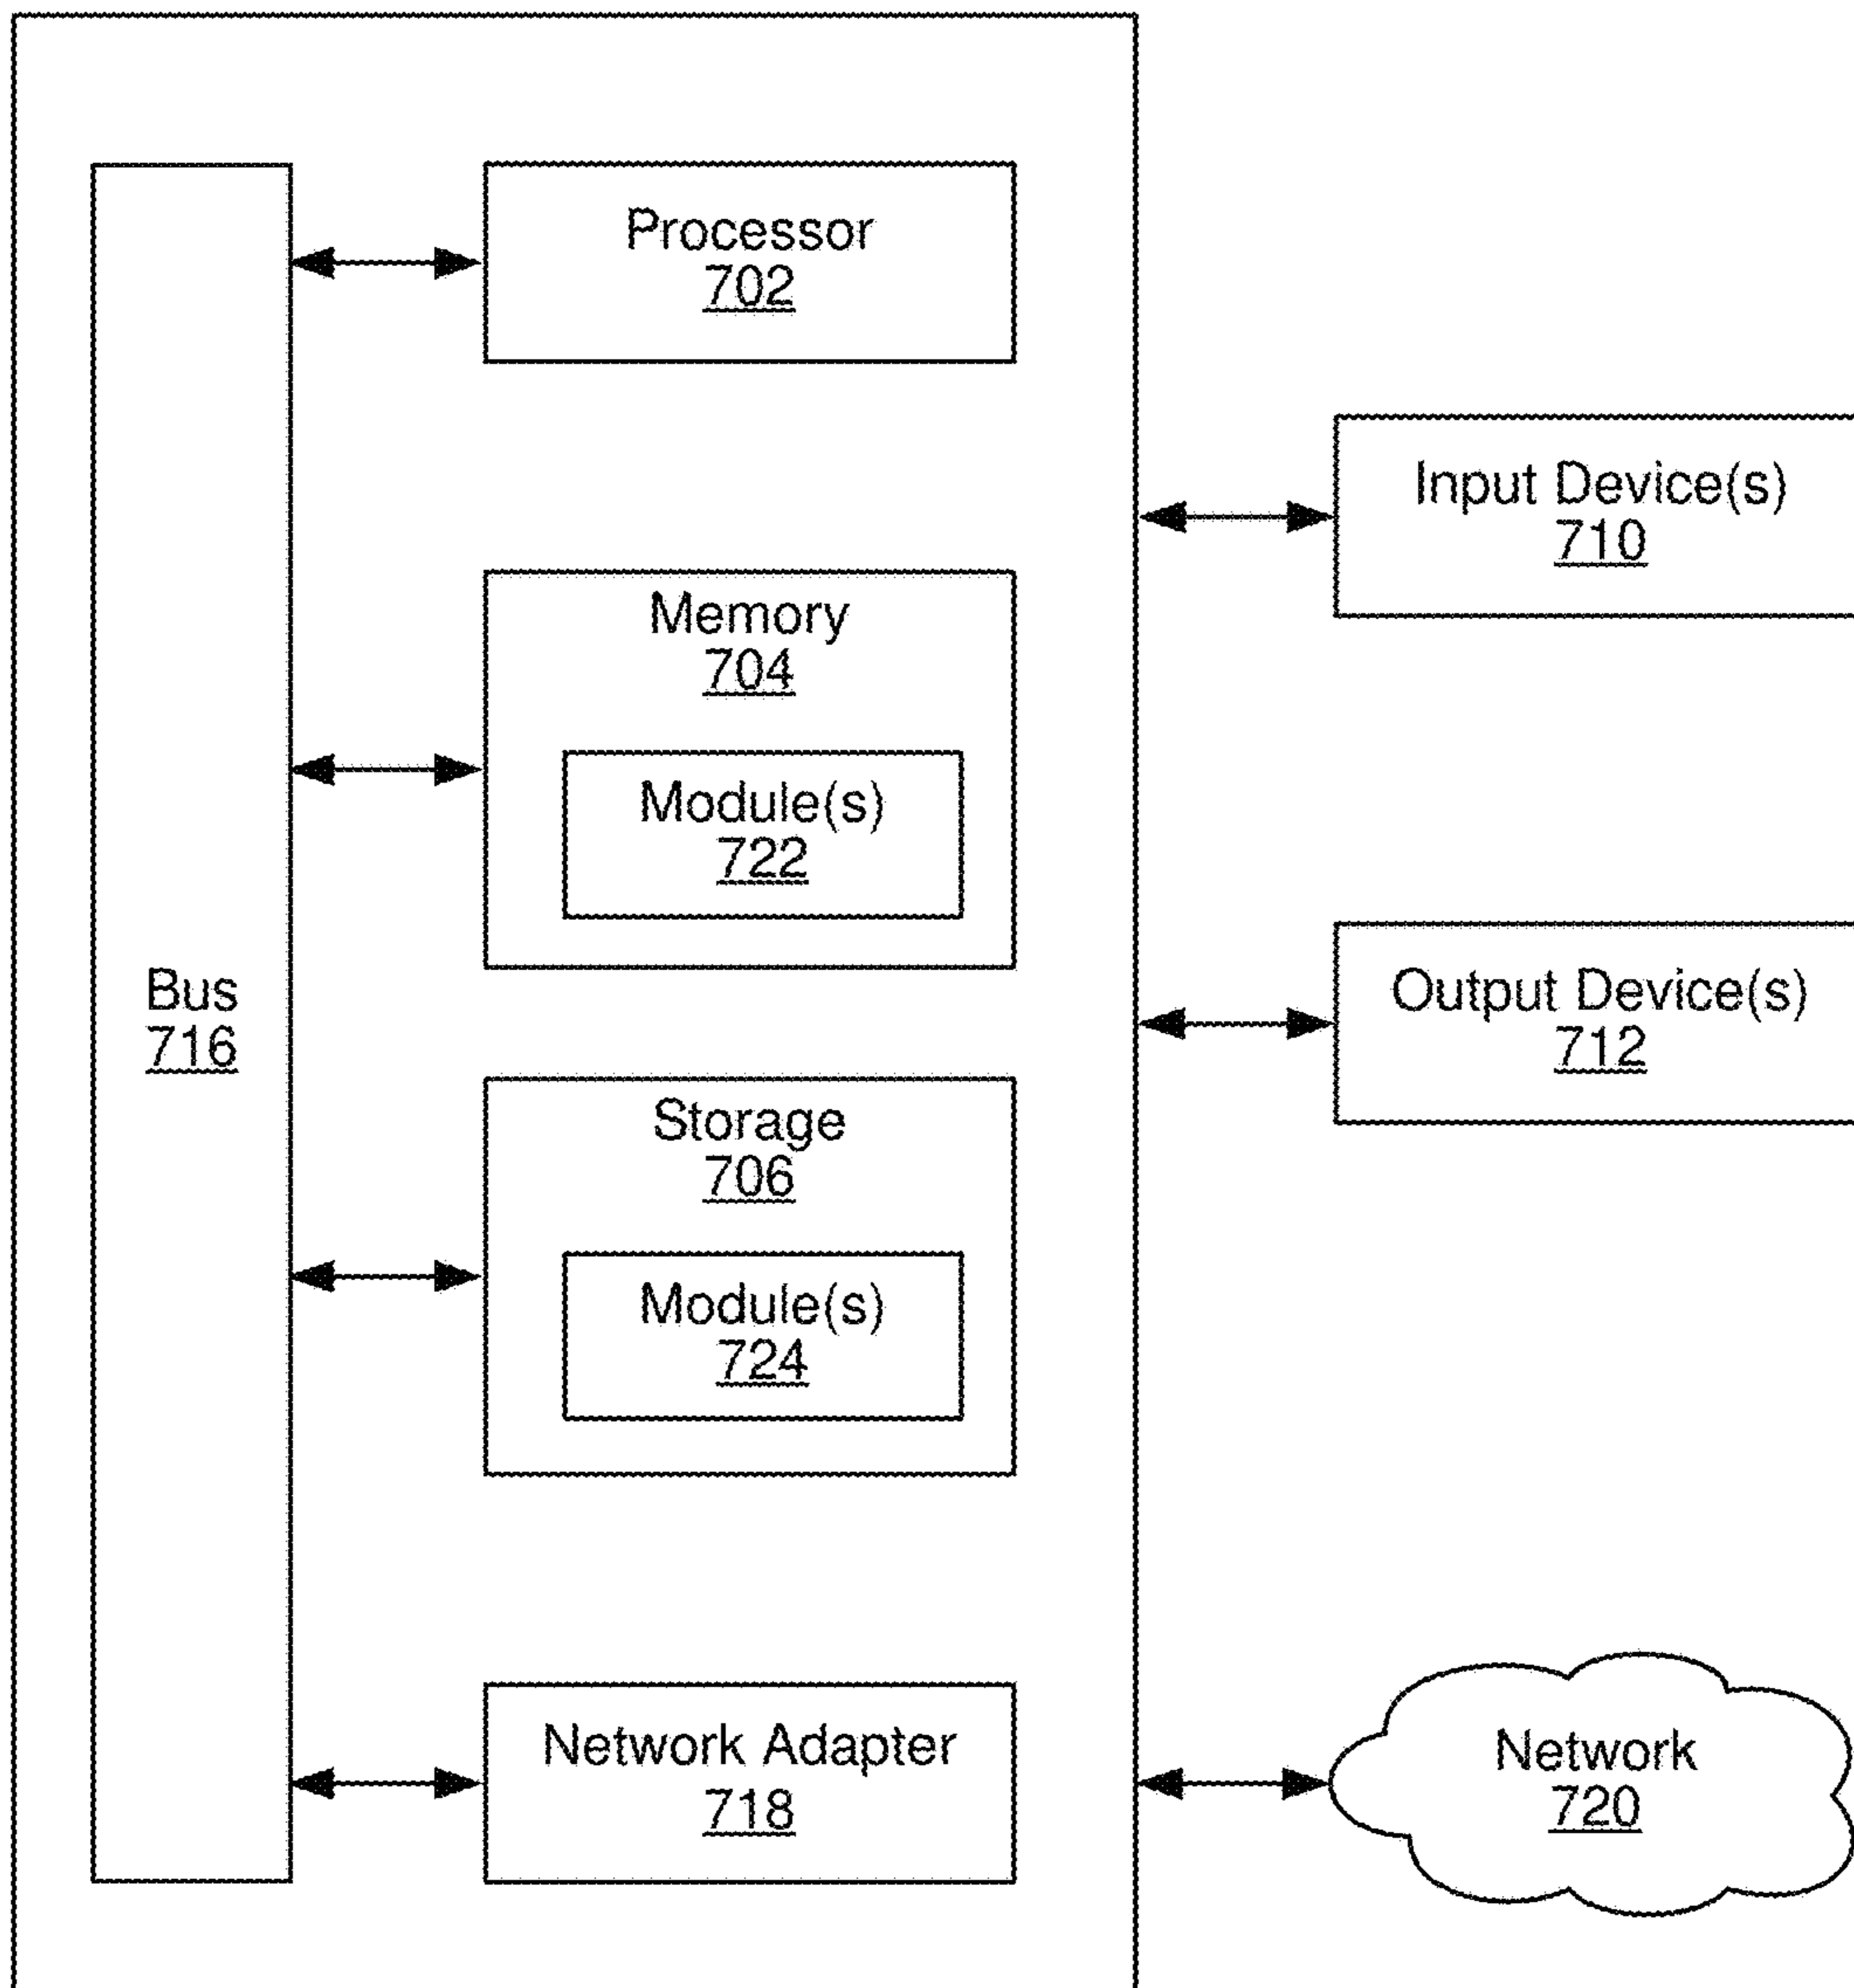 Processor
702
Input Device(s)
710
Memory
704
Module(s)
722
Bus
716
Output Device(s)
712
Storage
706
Module(s)
724
Network Adapter
718
Network
720